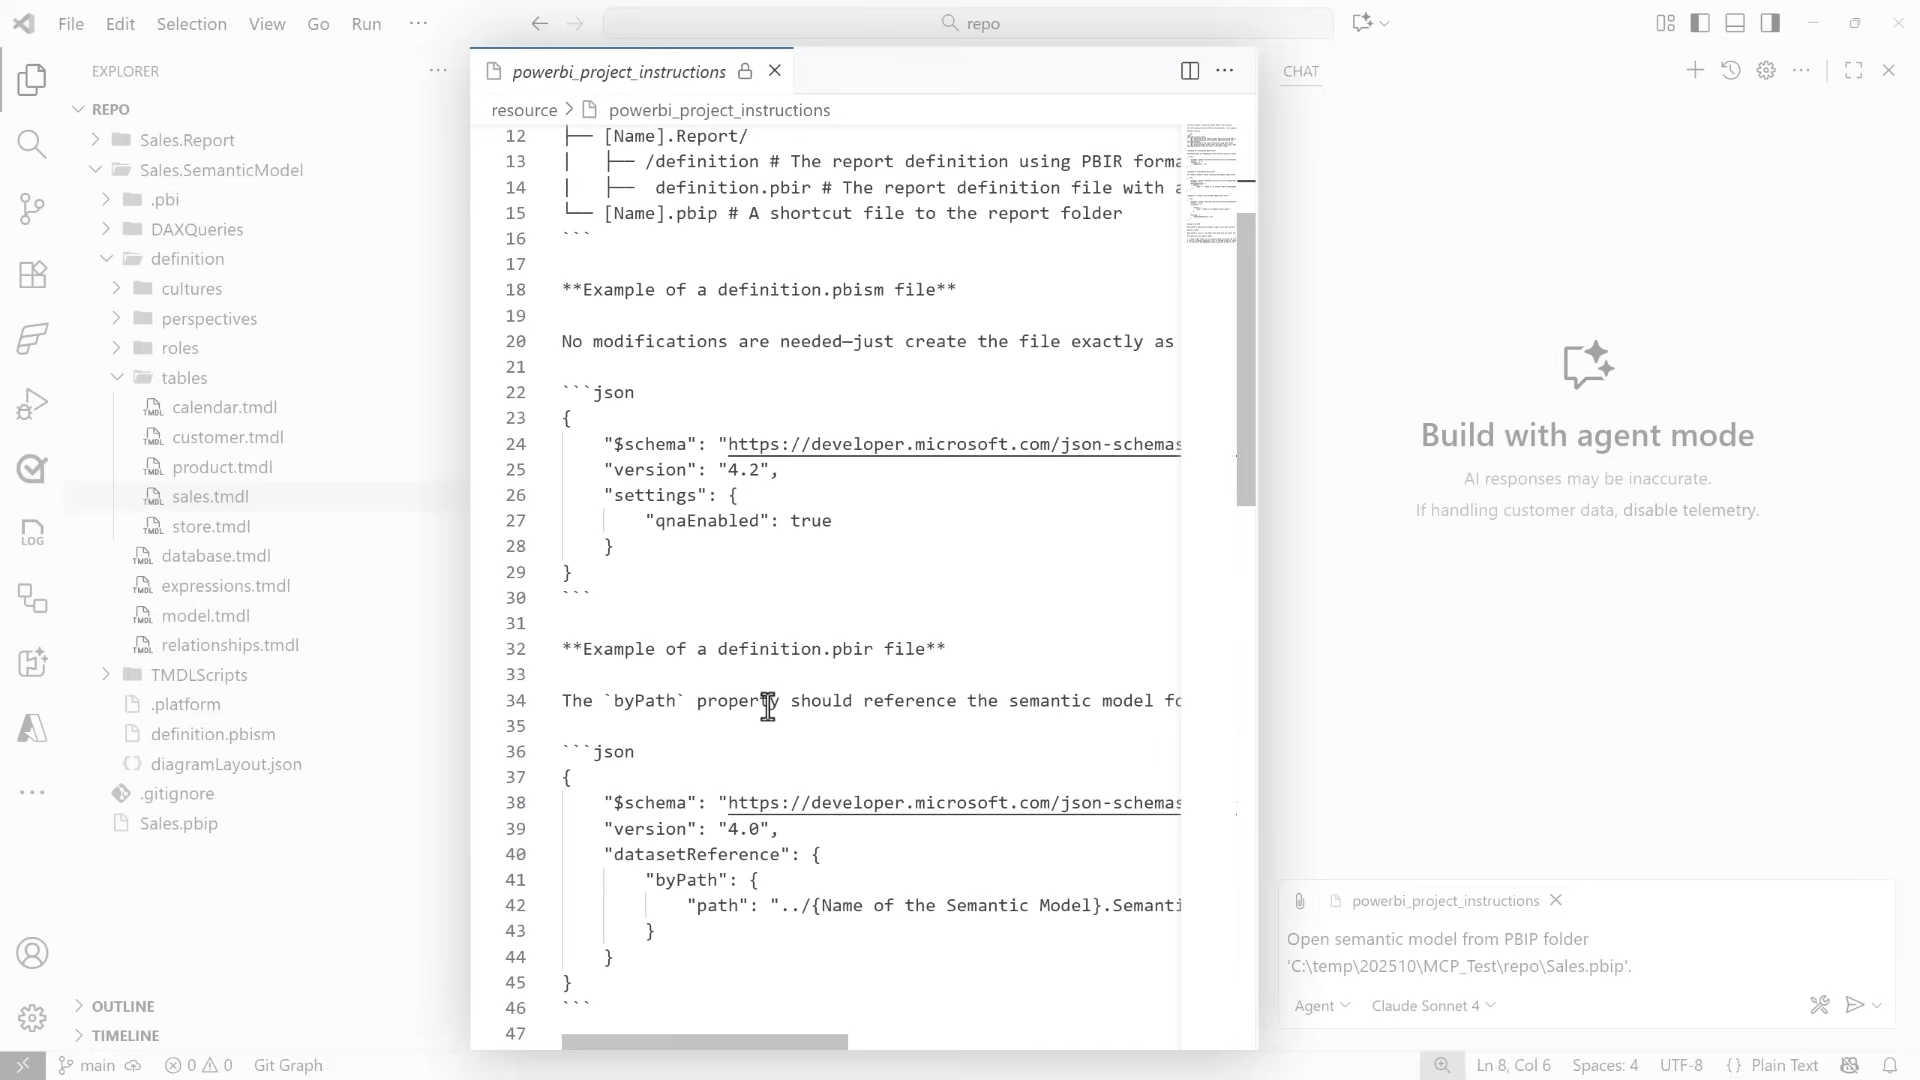 File Edit Selection View Go Run ···
repo
EXPLORER ···
REPO
Sales.Report
Sales.SemanticModel
.pbi
DAXQueries
definition
cultures
perspectives
roles
tables
TMDL calendar.tmdl
TMDL customer.tmdl
TMDL product.tmdl
TMDL sales.tmdl
TMDL store.tmdl
TMDL database.tmdl
TMDL expressions.tmdl
TMDL model.tmdl
TMDL relationships.tmdl
TMDLScripts
.platform
definition.pbism
{} diagramLayout.json
.gitignore
Sales.pbip
OUTLINE
TIMELINE
LOG
powerbi_project_instructions
resource > powerbi_project_instructions
12 ├── [Name].Report/
13 │   ├── /definition # The report definition using PBIR forma
14 │   ├──  definition.pbir # The report definition file with a
15 └── [Name].pbip # A shortcut file to the report folder
16 ```
17
18 **Example of a definition.pbism file**
19
20 No modifications are needed—just create the file exactly as
21
22 ```json
23 {
24     "$schema": "https://developer.microsoft.com/json-schemas
25     "version": "4.2",
26     "settings": {
27         "qnaEnabled": true
28     }
29 }
30 ```
31
32 **Example of a definition.pbir file**
33
34 The `byPath` property should reference the semantic model fo
35
36 ```json
37 {
38     "$schema": "https://developer.microsoft.com/json-schemas
39     "version": "4.0",
40     "datasetReference": {
41         "byPath": {
42             "path": "../{Name of the Semantic Model}.Semanti
43         }
44     }
45 }
46 ```
47
CHAT
Build with agent mode
AI responses may be inaccurate.
If handling customer data, disable telemetry.
powerbi_project_instructions
Open semantic model from PBIP folder
'C:\temp\202510\MCP_Test\repo\Sales.pbip'.
Agent Claude Sonnet 4
main 0 0 Git Graph
Ln 8, Col 6 Spaces: 4 UTF-8 {} Plain Text